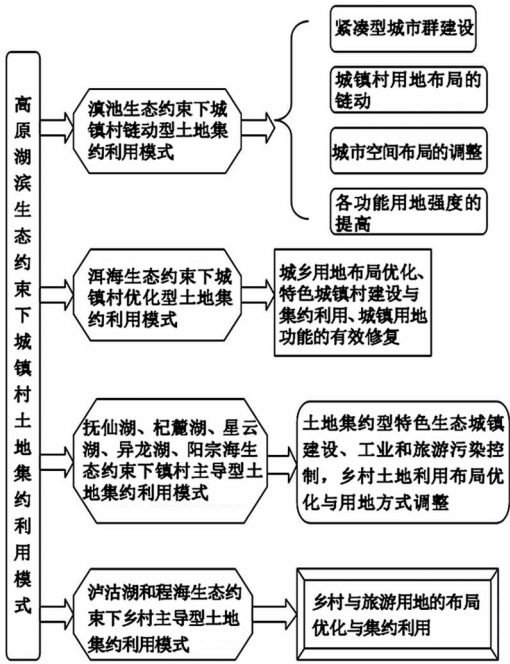 高原湖滨生态约束下城镇村土地集约利用模式
滇池生态约束下城
镇村链动型土地集
约利用模式
紧凑型城市群建设
城镇村用地布局的
链动
城市空间布局的调整
各功能用地强度的
提高
洱海生态约束下城
镇村优化型土地集
约利用模式
城乡用地布局优化、
特色城镇村建设与
集约利用、城镇用地
功能的有效修复
抚仙湖、杞麓湖、星云
湖、异龙湖、阳宗海生
态约束下镇村主导型土
地集约利用模式
土地集约型特色生态城镇
建设、工业和旅游污染控
制，乡村土地利用布局优
化与用地方式调整
泸沽湖和程海生态约
束下乡村主导型土地
集约利用模式
乡村与旅游用地的布局
优化与集约利用